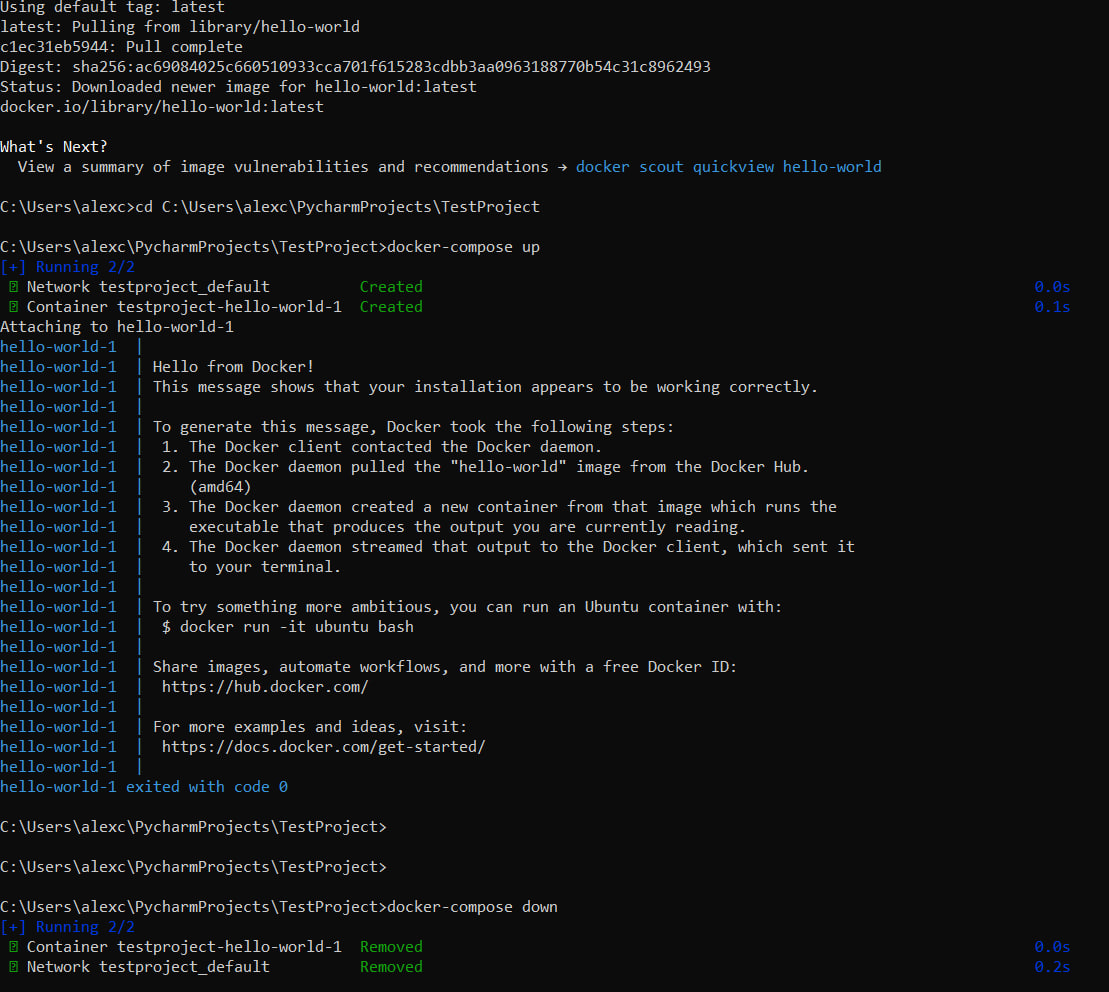 Using default tag: latest
latest: Pulling from library/hello-world
c1ec31eb5944: Pull complete
Digest: sha256:ac69084025c660510933cca701f615283cdbb3aa0963188770b54c31c8962493
Status: Downloaded newer image for hello-world:latest
docker.io/library/hello-world:latest
What's Next?
View a summary of image vulnerabilities and recommendations → docker scout quickview hello-world
C:\Users\alexc>cd C:\Users\alexc\PycharmProjects\TestProject
C:\Users\alexc\PycharmProjects\TestProject>docker-compose up
[+] Running 2/2
Network testproject_default Created 0.0s
Container testproject-hello-world-1 Created 0.1s
Attaching to hello-world-1
hello-world-1 |
hello-world-1 | Hello from Docker!
hello-world-1 | This message shows that your installation appears to be working correctly.
hello-world-1 |
hello-world-1 | To generate this message, Docker took the following steps:
hello-world-1 | 1. The Docker client contacted the Docker daemon.
hello-world-1 | 2. The Docker daemon pulled the "hello-world" image from the Docker Hub.
hello-world-1 | (amd64)
hello-world-1 | 3. The Docker daemon created a new container from that image which runs the
hello-world-1 | executable that produces the output you are currently reading.
hello-world-1 | 4. The Docker daemon streamed that output to the Docker client, which sent it
hello-world-1 | to your terminal.
hello-world-1 |
hello-world-1 | To try something more ambitious, you can run an Ubuntu container with:
hello-world-1 | $ docker run -it ubuntu bash
hello-world-1 |
hello-world-1 | Share images, automate workflows, and more with a free Docker ID:
hello-world-1 | https://hub.docker.com/
hello-world-1 |
hello-world-1 | For more examples and ideas, visit:
hello-world-1 | https://docs.docker.com/get-started/
hello-world-1 |
hello-world-1 exited with code 0
C:\Users\alexc\PycharmProjects\TestProject>
C:\Users\alexc\PycharmProjects\TestProject>
C:\Users\alexc\PycharmProjects\TestProject>docker-compose down
[+] Running 2/2
Container testproject-hello-world-1 Removed 0.0s
Network testproject_default Removed 0.2s